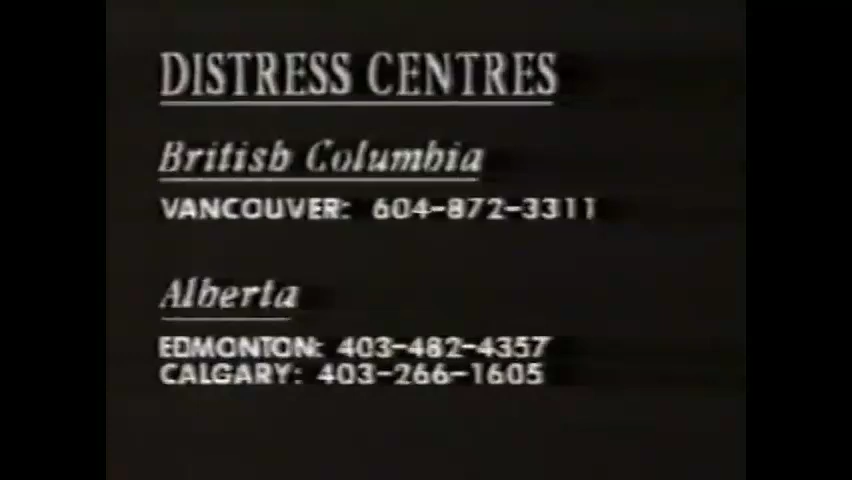 DISTRESS CENTRES
British Columbia
VANCOUVER: 604-872-3311
Alberta
EDMONTON: 403-482-4357
CALGARY: 403-266-1605